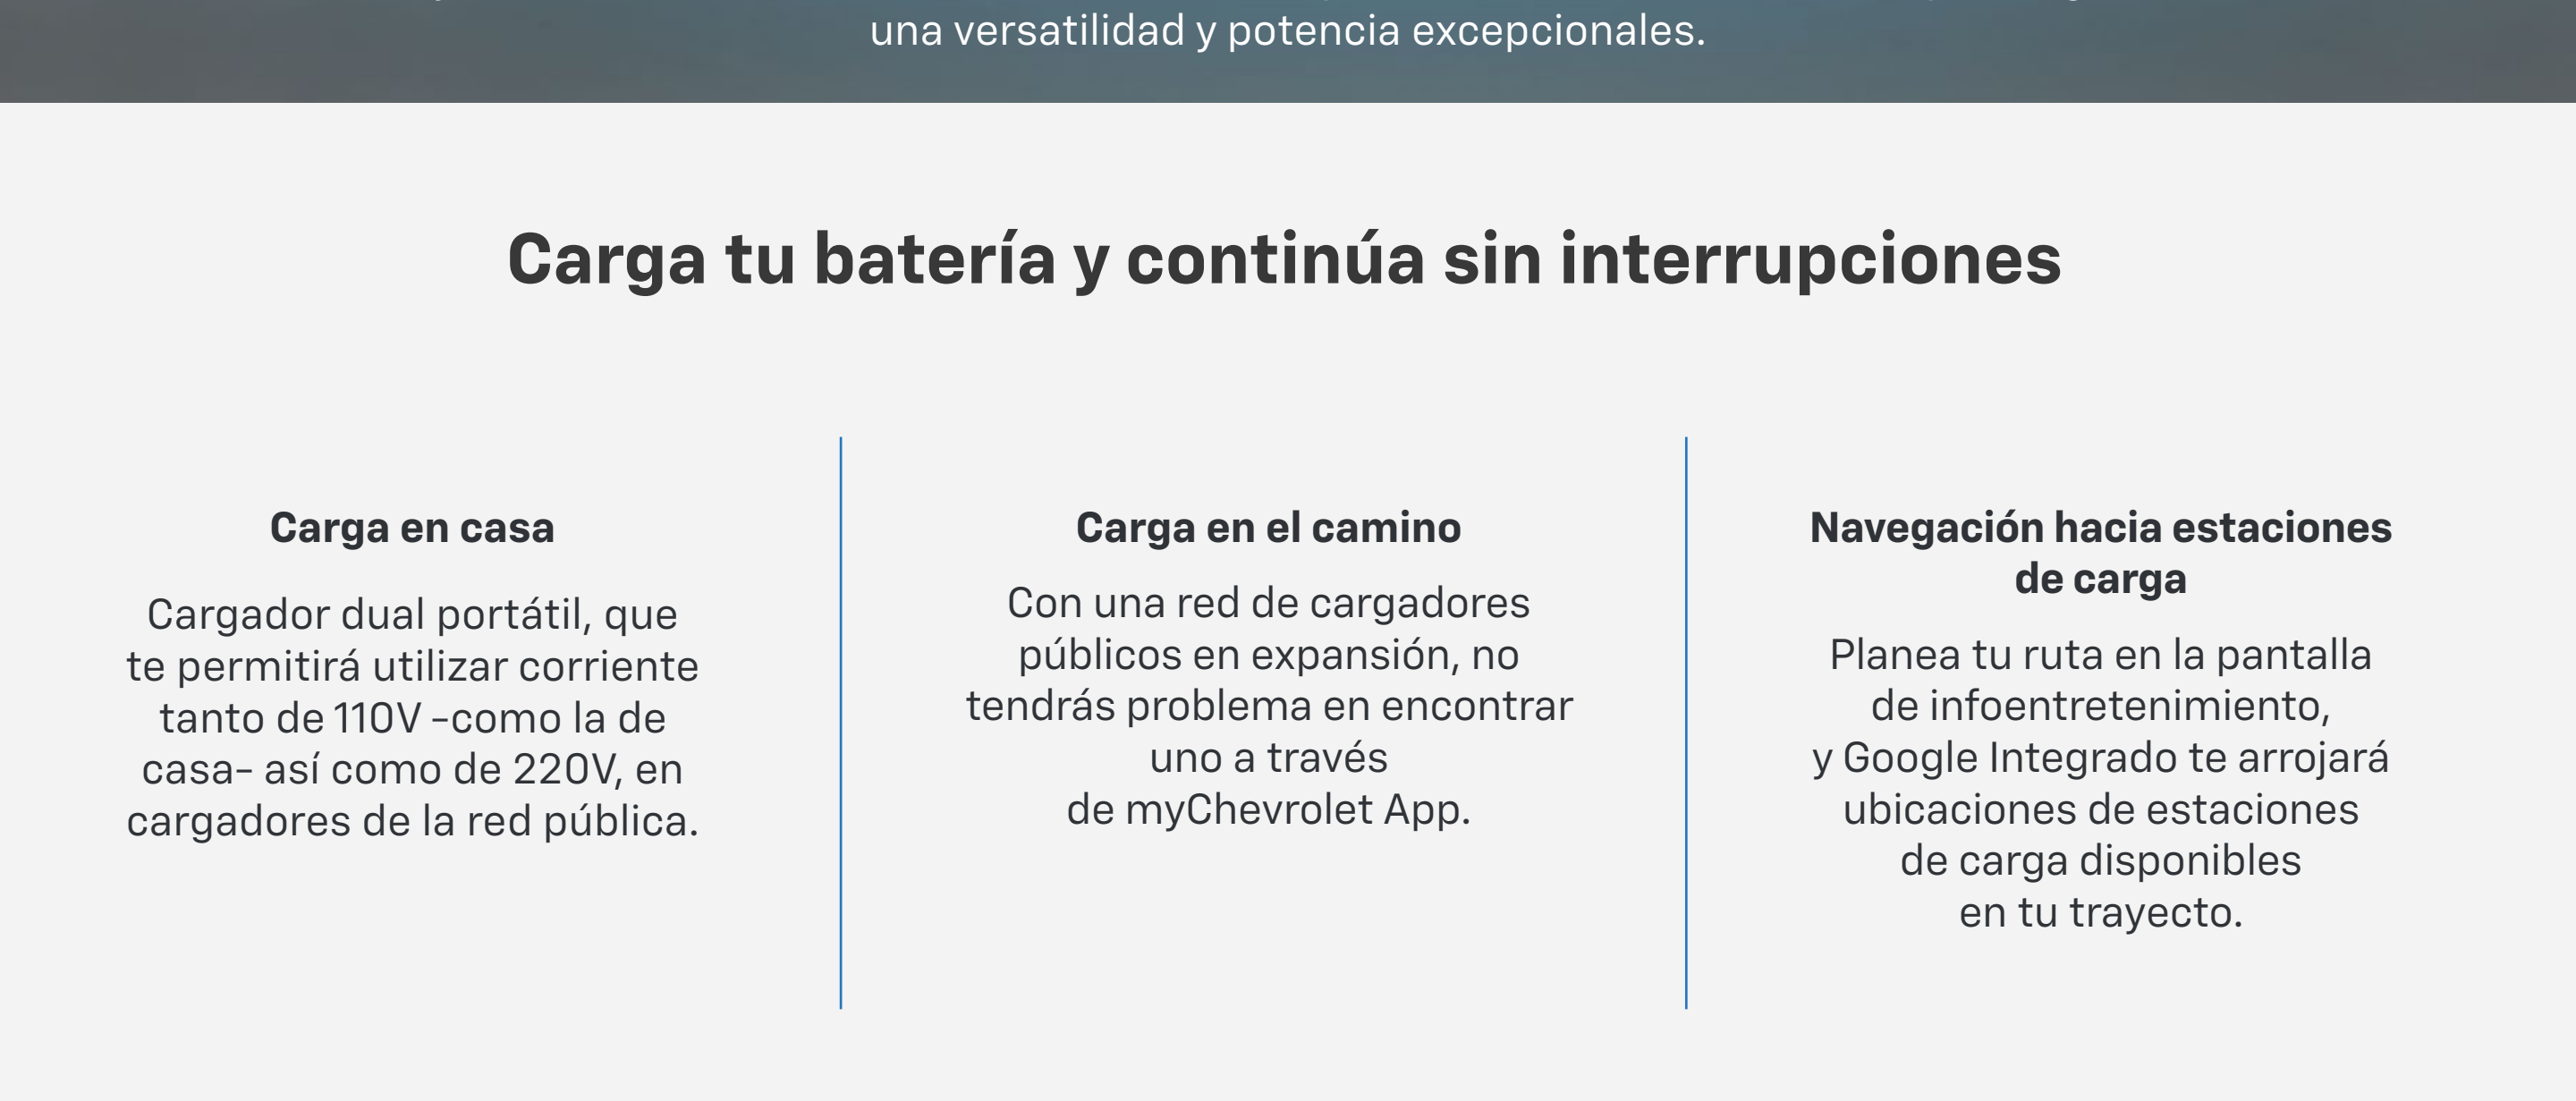 una versatilidad y potencia excepcionales.
Carga tu batería y continúa sin interrupciones
Carga en casa
Cargador dual portátil, que
te permitirá utilizar corriente
tanto de 110V -como la de
casa- así como de 220V, en
cargadores de la red pública.
Carga en el camino
Con una red de cargadores
públicos en expansión, no
tendrás problema en encontrar
uno a través
de myChevrolet App.
Navegación hacia estaciones
de carga
Planea tu ruta en la pantalla
de infoentretenimiento,
y Google Integrado te arrojará
ubicaciones de estaciones
de carga disponibles
en tu trayecto.